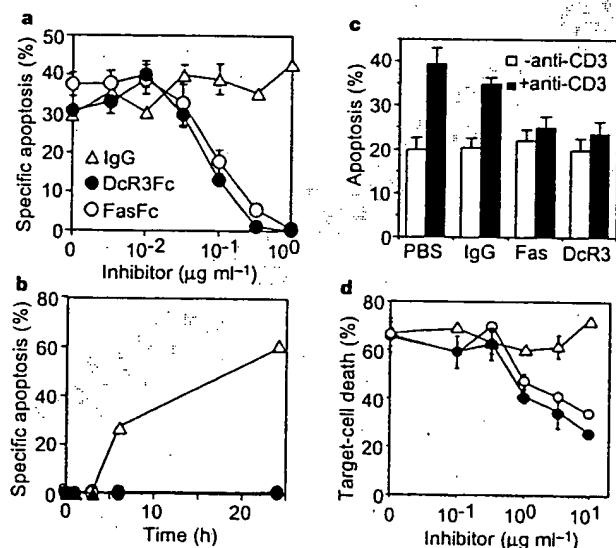 a
Specific apoptosis (%)
50
40
30
20
10
0
△ IgG
● DcR3Fc
○ FasFc
0 10⁻² 10⁻¹ 10⁰
Inhibitor (µg ml⁻¹)
b
Specific apoptosis (%)
80
60
40
20
0
0 10 20
Time (h)
c
Apoptosis (%)
40
30
20
10
0
□ -anti-CD3
■ +anti-CD3
PBS IgG Fas DcR3
d
Target-cell death (%)
80
60
40
20
0
0 10⁻¹ 10⁰ 10¹
Inhibitor (µg ml⁻¹)